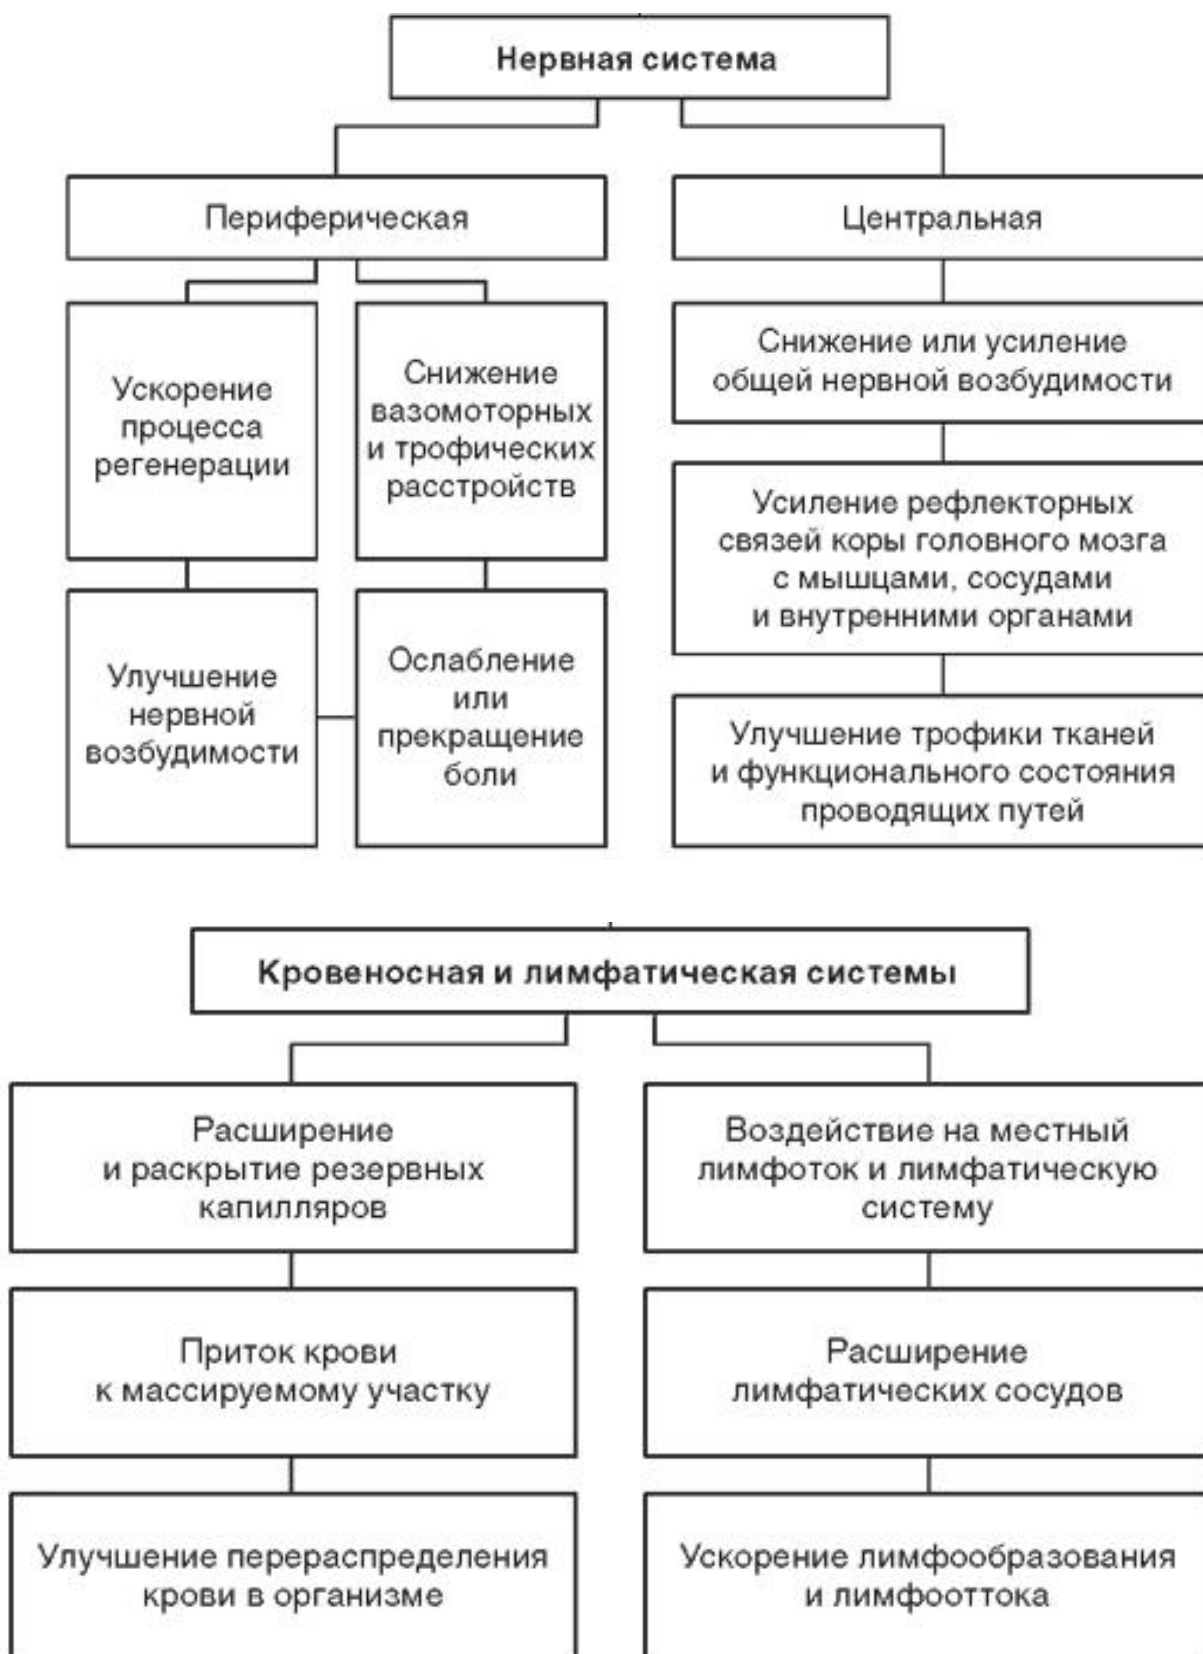 Нервная система
Периферическая
Центральная
Ускорение
процесса
регенерации
Снижение
вазомоторных
и трофических
расстройств
Улучшение
нервной
возбудимости
Ослабление
или
прекращение
боли
Снижение или усиление
общей нервной возбудимости
Усиление рефлекторных
связей коры головного мозга
с мышцами, сосудами
и внутренними органами
Улучшение трофики тканей
и функционального состояния
проводящих путей
Кровеносная и лимфатическая системы
Расширение
и раскрытие резервных
капилляров
Приток крови
к массируемому участку
Улучшение перераспределения
крови в организме
Воздействие на местный
лимфоток и лимфатическую
систему
Расширение
лимфатических сосудов
Ускорение лимфообразования
и лимфооттока